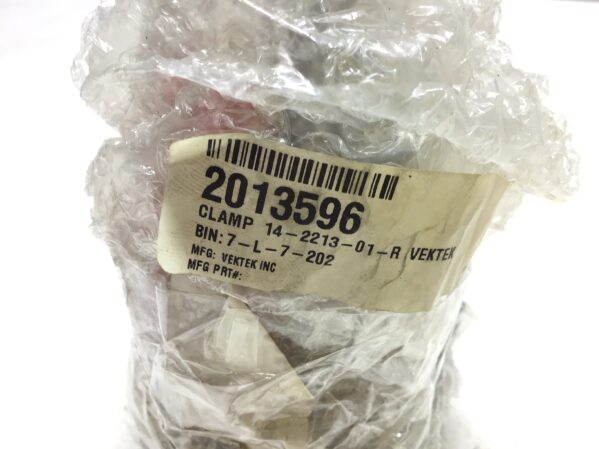 2013596
CLAMP 14-2213-01-R VEKTEK
BIN:7-L-7-202
MFG: VEKTEK INC
MFG PRT#: